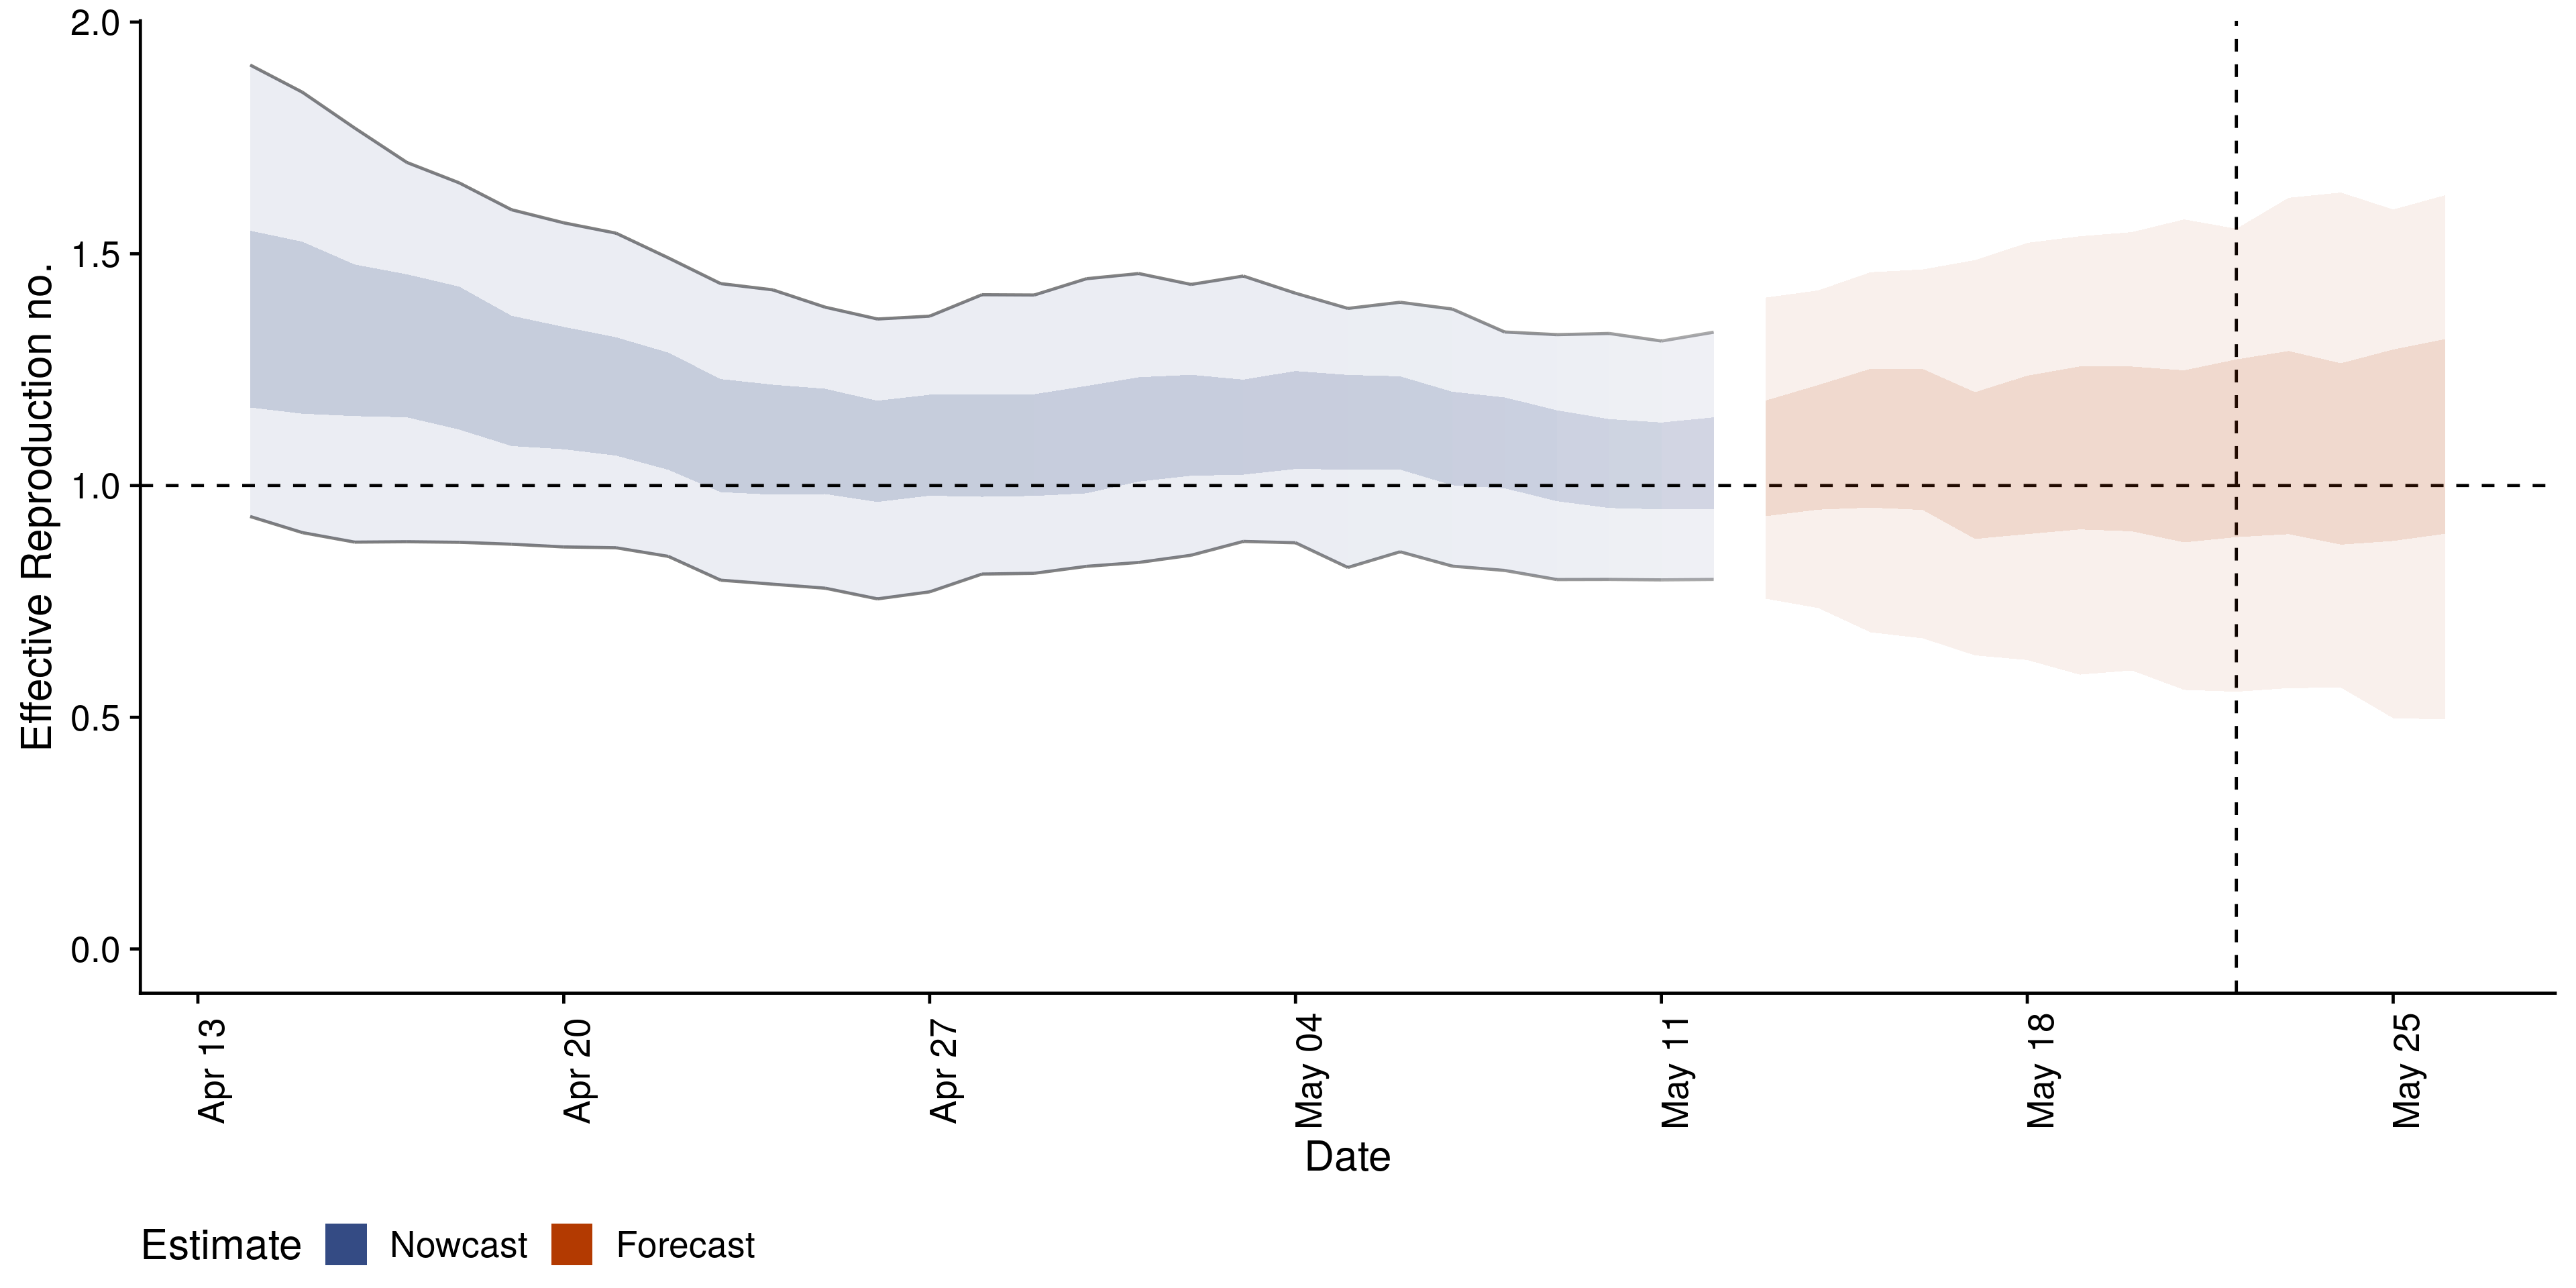 2.0
1.5
1.0
0.5
0.0
Effective Reproduction no.
Apr 13
Apr 20
Apr 27
May 04
May 11
May 18
May 25
Date
Estimate Nowcast Forecast